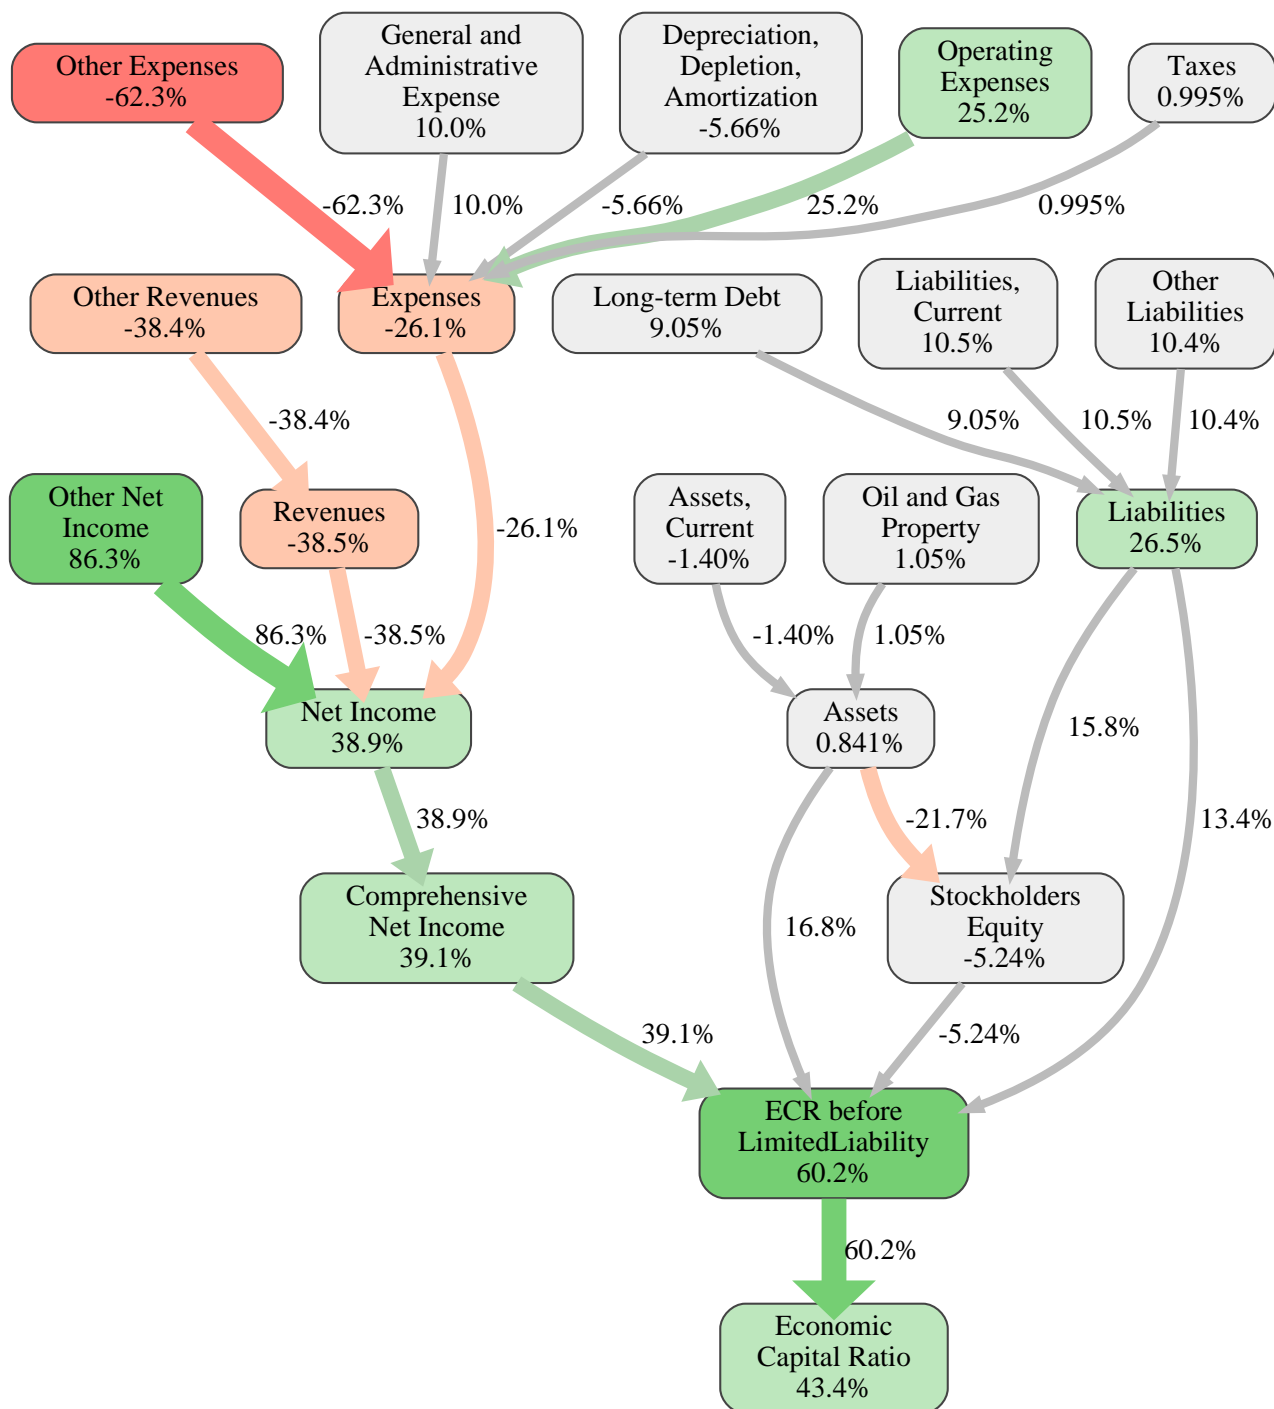 Other Expenses
-62.3%
General and
Administrative
Expense
10.0%
Depreciation,
Depletion,
Amortization
-5.66%
Operating
Expenses
25.2%
Taxes
0.995%
-62.3%
10.0%
-5.66%
25.2%
0.995%
Other Revenues
-38.4%
Expenses
-26.1%
Long-term Debt
9.05%
Liabilities,
Current
10.5%
Other
Liabilities
10.4%
-38.4%
9.05%
10.5%
10.4%
Other Net
Income
86.3%
Revenues
-38.5%
-26.1%
Assets,
Current
-1.40%
Oil and Gas
Property
1.05%
Liabilities
26.5%
86.3%
-38.5%
-1.40%
1.05%
Net Income
38.9%
Assets
0.841%
15.8%
38.9%
-21.7%
13.4%
Comprehensive
Net Income
39.1%
16.8%
Stockholders
Equity
-5.24%
39.1%
-5.24%
ECR before
LimitedLiability
60.2%
60.2%
Economic
Capital Ratio
43.4%